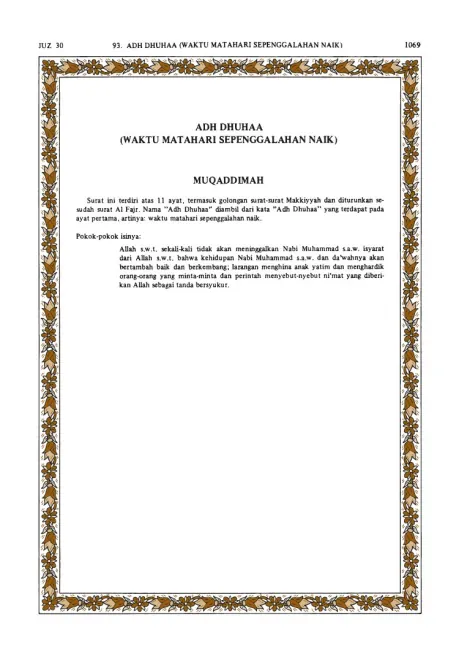 JUZ 30 93. ADH DHUHAA (WAKTU MATAHARI SEPENGGALAHAN NAIK) 1069
ADH DHUHAA
(WAKTU MATAHARI SEPENGGALAHAN NAIK)
MUQADDIMAH
Surat ini terdiri atas 11 ayat, termasuk golongan surat-surat Makkiyyah dan diturunkan se-
sudah surat Al Fajr. Nama "Adh Dhuhaa" diambil dari kata "Adh Dhuhaa" yang terdapat pada
ayat pertama, artinya: waktu matahari sepenggalahan naik.
Pokok-pokok isinya:
Allah s.w.t. sekali-kali tidak akan meninggalkan Nabi Muhammad s.a.w. isyarat
dari Allah s.w.t. bahwa kehidupan Nabi Muhammad s.a.w. dan da'wahnya akan
bertambah baik dan berkembang; larangan menghina anak yatim dan menghardik
orang-orang yang minta-minta dan perintah menyebut-nyebut ni'mat yang diberi-
kan Allah sebagai tanda bersyukur.